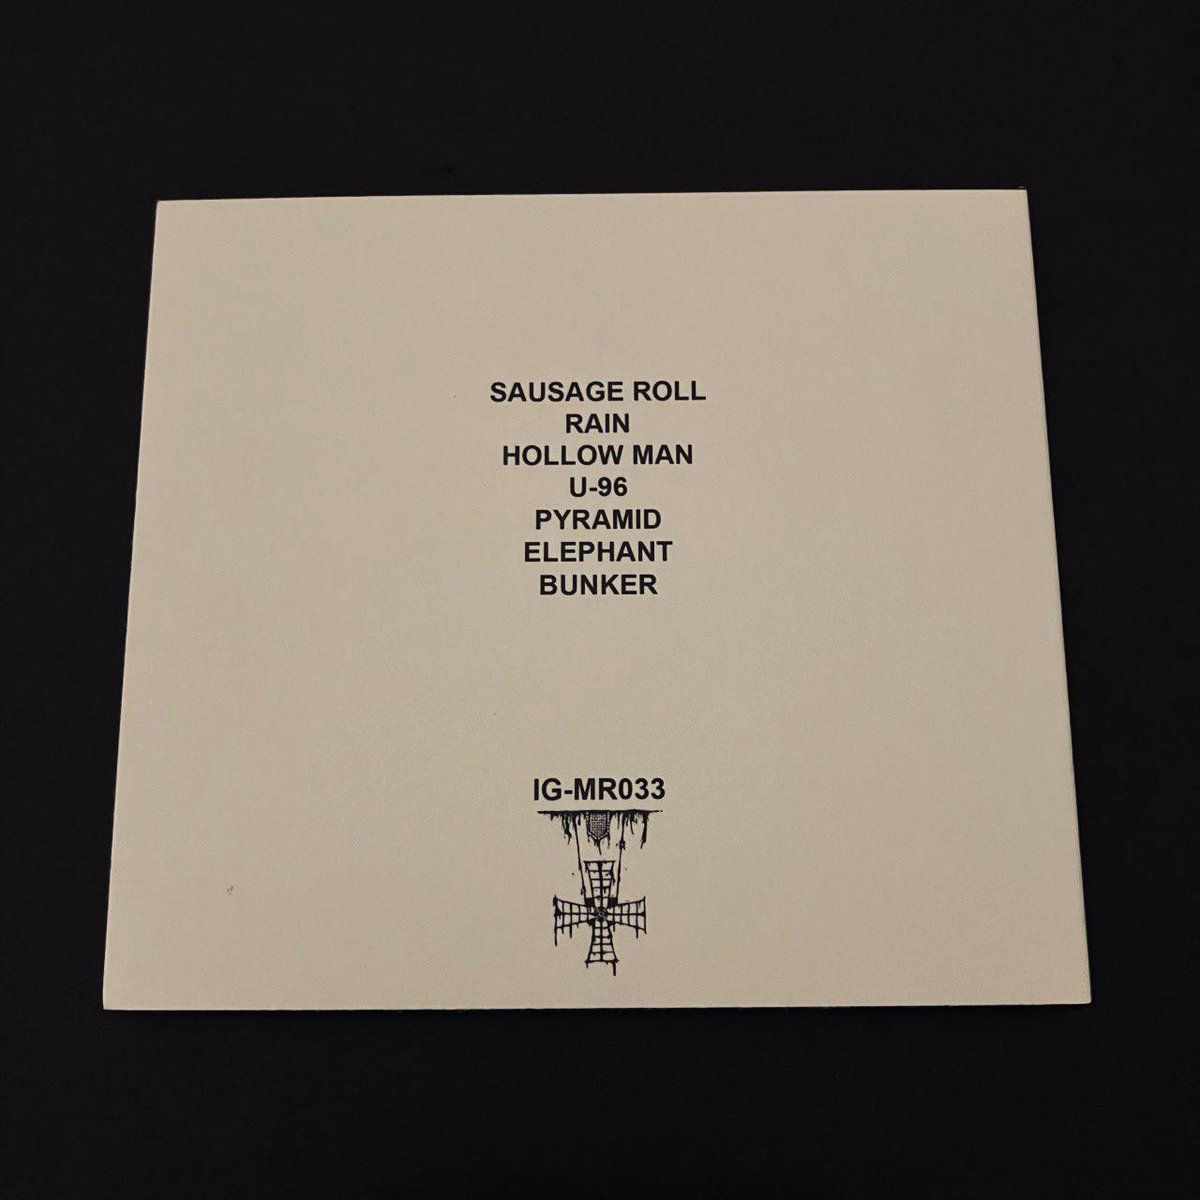 SAUSAGE ROLL
RAIN
HOLLOW MAN
U-96
PYRAMID
ELEPHANT
BUNKER
IG-MR033